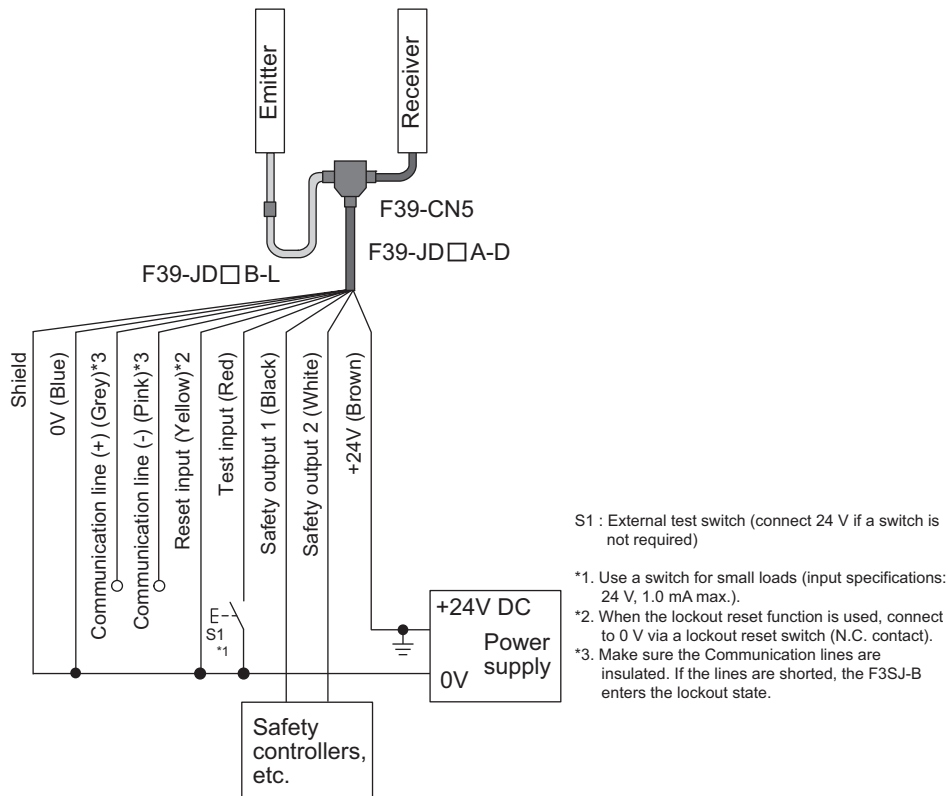 Emitter
Receiver
F39-CN5
F39-JD□A-D
F39-JD□B-L
Shield
0V (Blue)
Communication line (+) (Grey)*3
Communication line (-) (Pink)*3
Reset input (Yellow)*2
Test input (Red)
Safety output 1 (Black)
Safety output 2 (White)
+24V (Brown)
S1
*1
+24V DC
Power
supply
0V
Safety
controllers,
etc.
S1 : External test switch (connect 24 V if a switch is
not required)
*1. Use a switch for small loads (input specifications:
24 V, 1.0 mA max.).
*2. When the lockout reset function is used, connect
to 0 V via a lockout reset switch (N.C. contact).
*3. Make sure the Communication lines are
insulated. If the lines are shorted, the F3SJ-B
enters the lockout state.